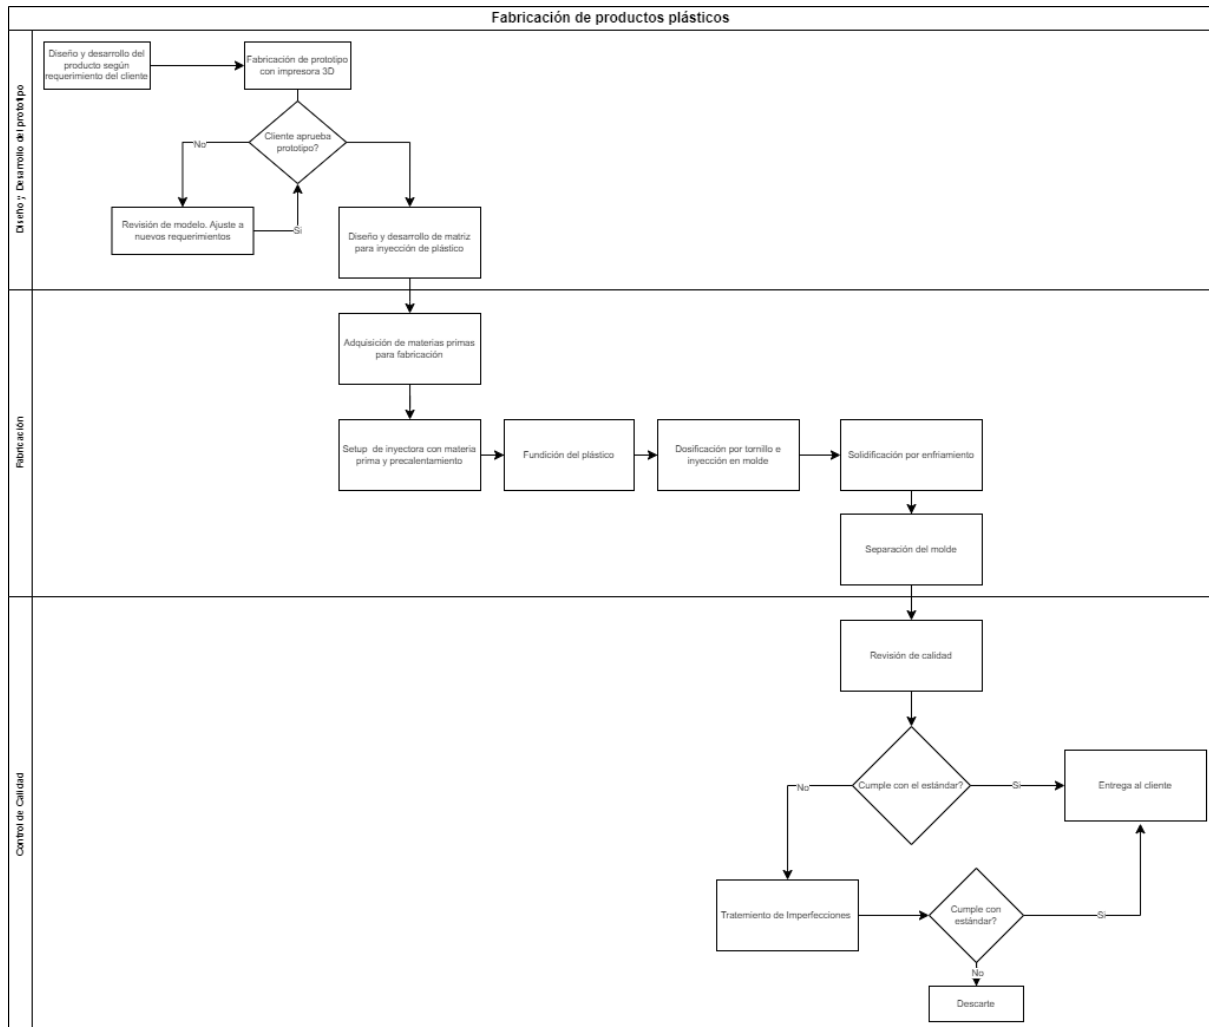 Fabricación de productos plásticos
Diseño y Desarrollo del prototipo
Diseño y desarrollo del
producto según
requerimiento del cliente
Fabricación de prototipo
con impresora 3D
Cliente aprueba
prototipo?
No
Revisión de modelo. Ajuste a
nuevos requerimientos
Si
Diseño y desarrollo de matriz
para inyección de plástico
Fabricación
Adquisición de materias primas
para fabricación
Setup de inyectora con materia
prima y precalentamiento
Fundición del plástico
Dosificación por tornillo e
inyección en molde
Solidificación por enfriamiento
Separación del molde
Control de Calidad
Revisión de calidad
Cumple con el estándar?
No
Si
Entrega al cliente
Tratemiento de Imperfecciones
Cumple con
estándar?
Si
No
Descarte